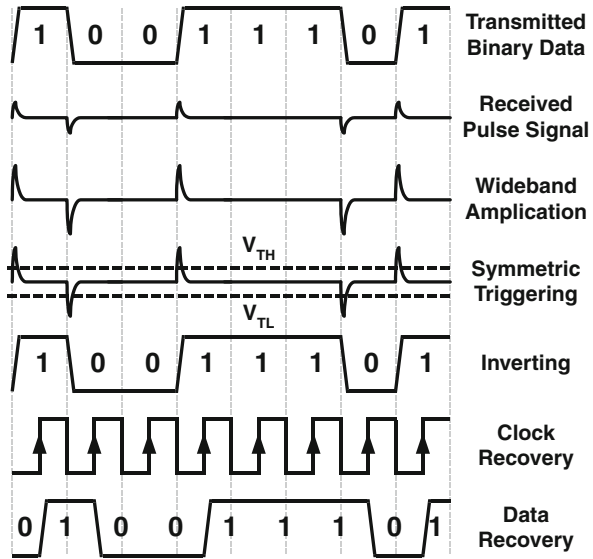 1 0 0 1 1 1 0 1
Transmitted
Binary Data
Received
Pulse Signal
Wideband
Amplication
V_TH
V_TL
Symmetric
Triggering
1 0 0 1 1 1 0 1
Inverting
Clock
Recovery
0 1 0 0 1 1 1 0 1
Data
Recovery